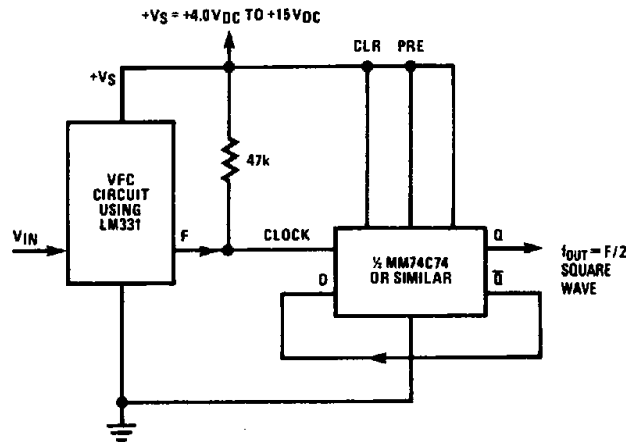 +VS = +4.0VDC TO +15VDC
CLR PRE
+VS
47k
VFC
CIRCUIT
USING
LM331
VIN
F
CLOCK
D
½ MM74C74
OR SIMILAR
Q
Q̅
fOUT = F/2
SQUARE
WAVE